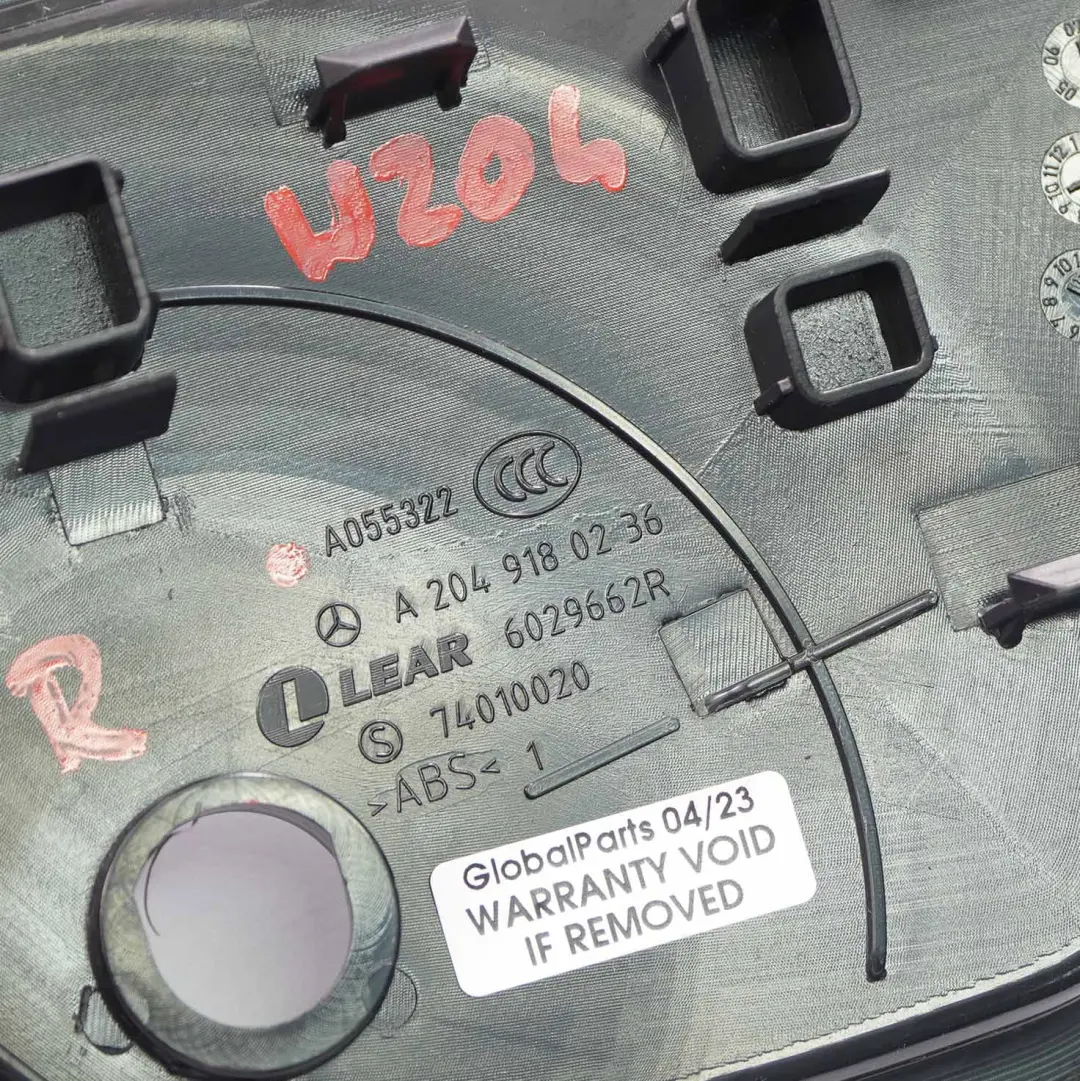 W204
CCC
A055322
A 204 918 02 36
L LEAR 6029662R
S 74010020
>ABS< 1
R
GlobalParts 04/23
WARRANTY VOID
IF REMOVED